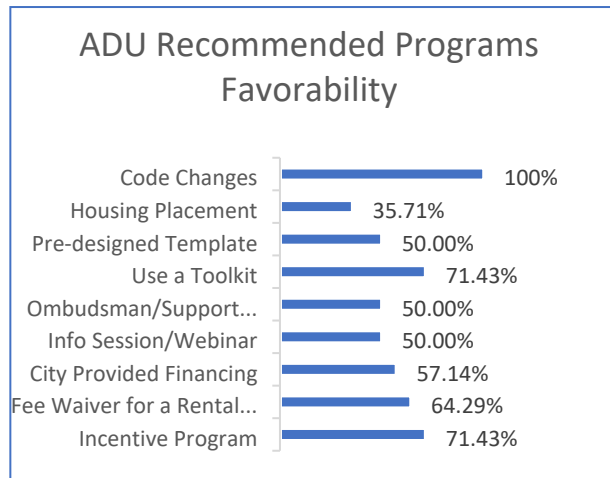 ADU Recommended Programs
Favorability
Code Changes 100%
Housing Placement 35.71%
Pre-designed Template 50.00%
Use a Toolkit 71.43%
Ombudsman/Support... 50.00%
Info Session/Webinar 50.00%
City Provided Financing 57.14%
Fee Waiver for a Rental... 64.29%
Incentive Program 71.43%